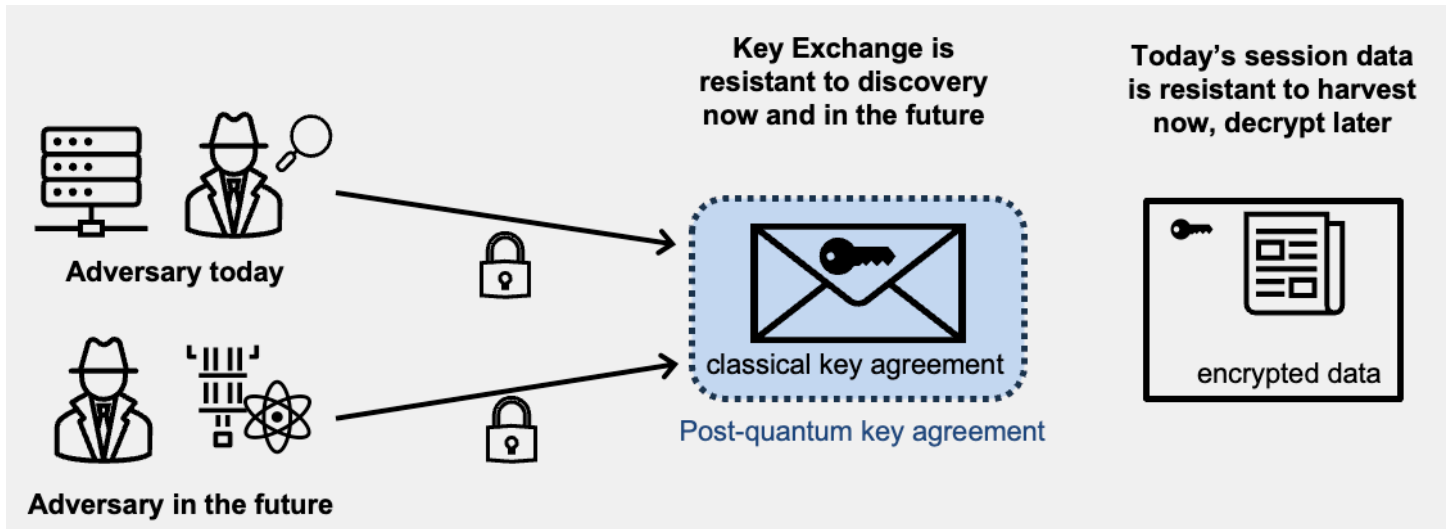 Key Exchange is
resistant to discovery
now and in the future
Today’s session data
is resistant to harvest
now, decrypt later
Adversary today
classical key agreement
encrypted data
Post-quantum key agreement
Adversary in the future